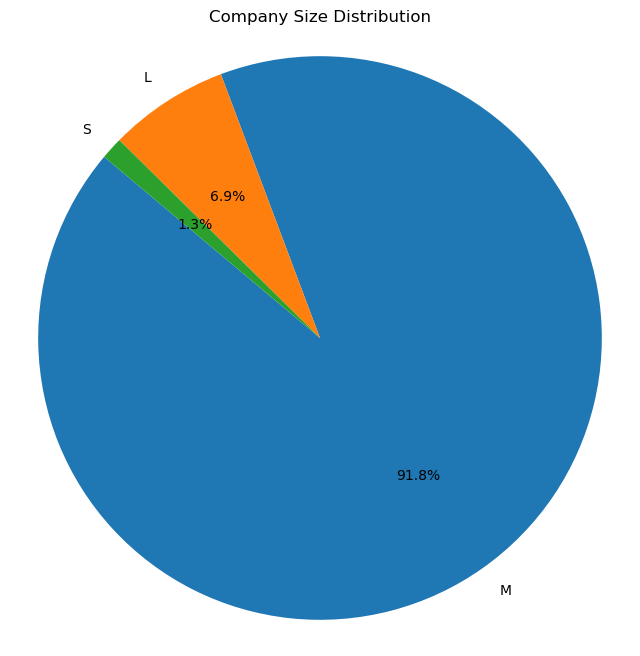 Company Size Distribution
L
S
6.9%
1.3%
91.8%
M